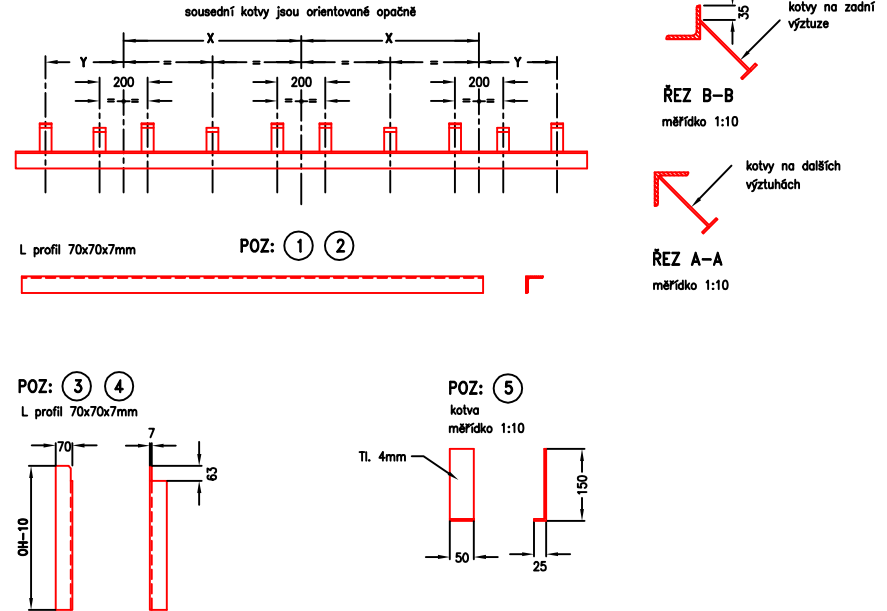 sousední kotvy jsou orientované opačně
X X
Y = = = = Y
200 200 200
= = = = = =
35
kotvy na zadní
výztuze
ŘEZ B-B
měřídko 1:10
kotvy na dalších
výztuhách
ŘEZ A-A
měřídko 1:10
L profil 70x70x7mm
POZ: 1 2
POZ: 3 4
L profil 70x70x7mm
70
7
63
OH-10
POZ: 5
kotva
měřídko 1:10
Tl. 4mm
150
50
25